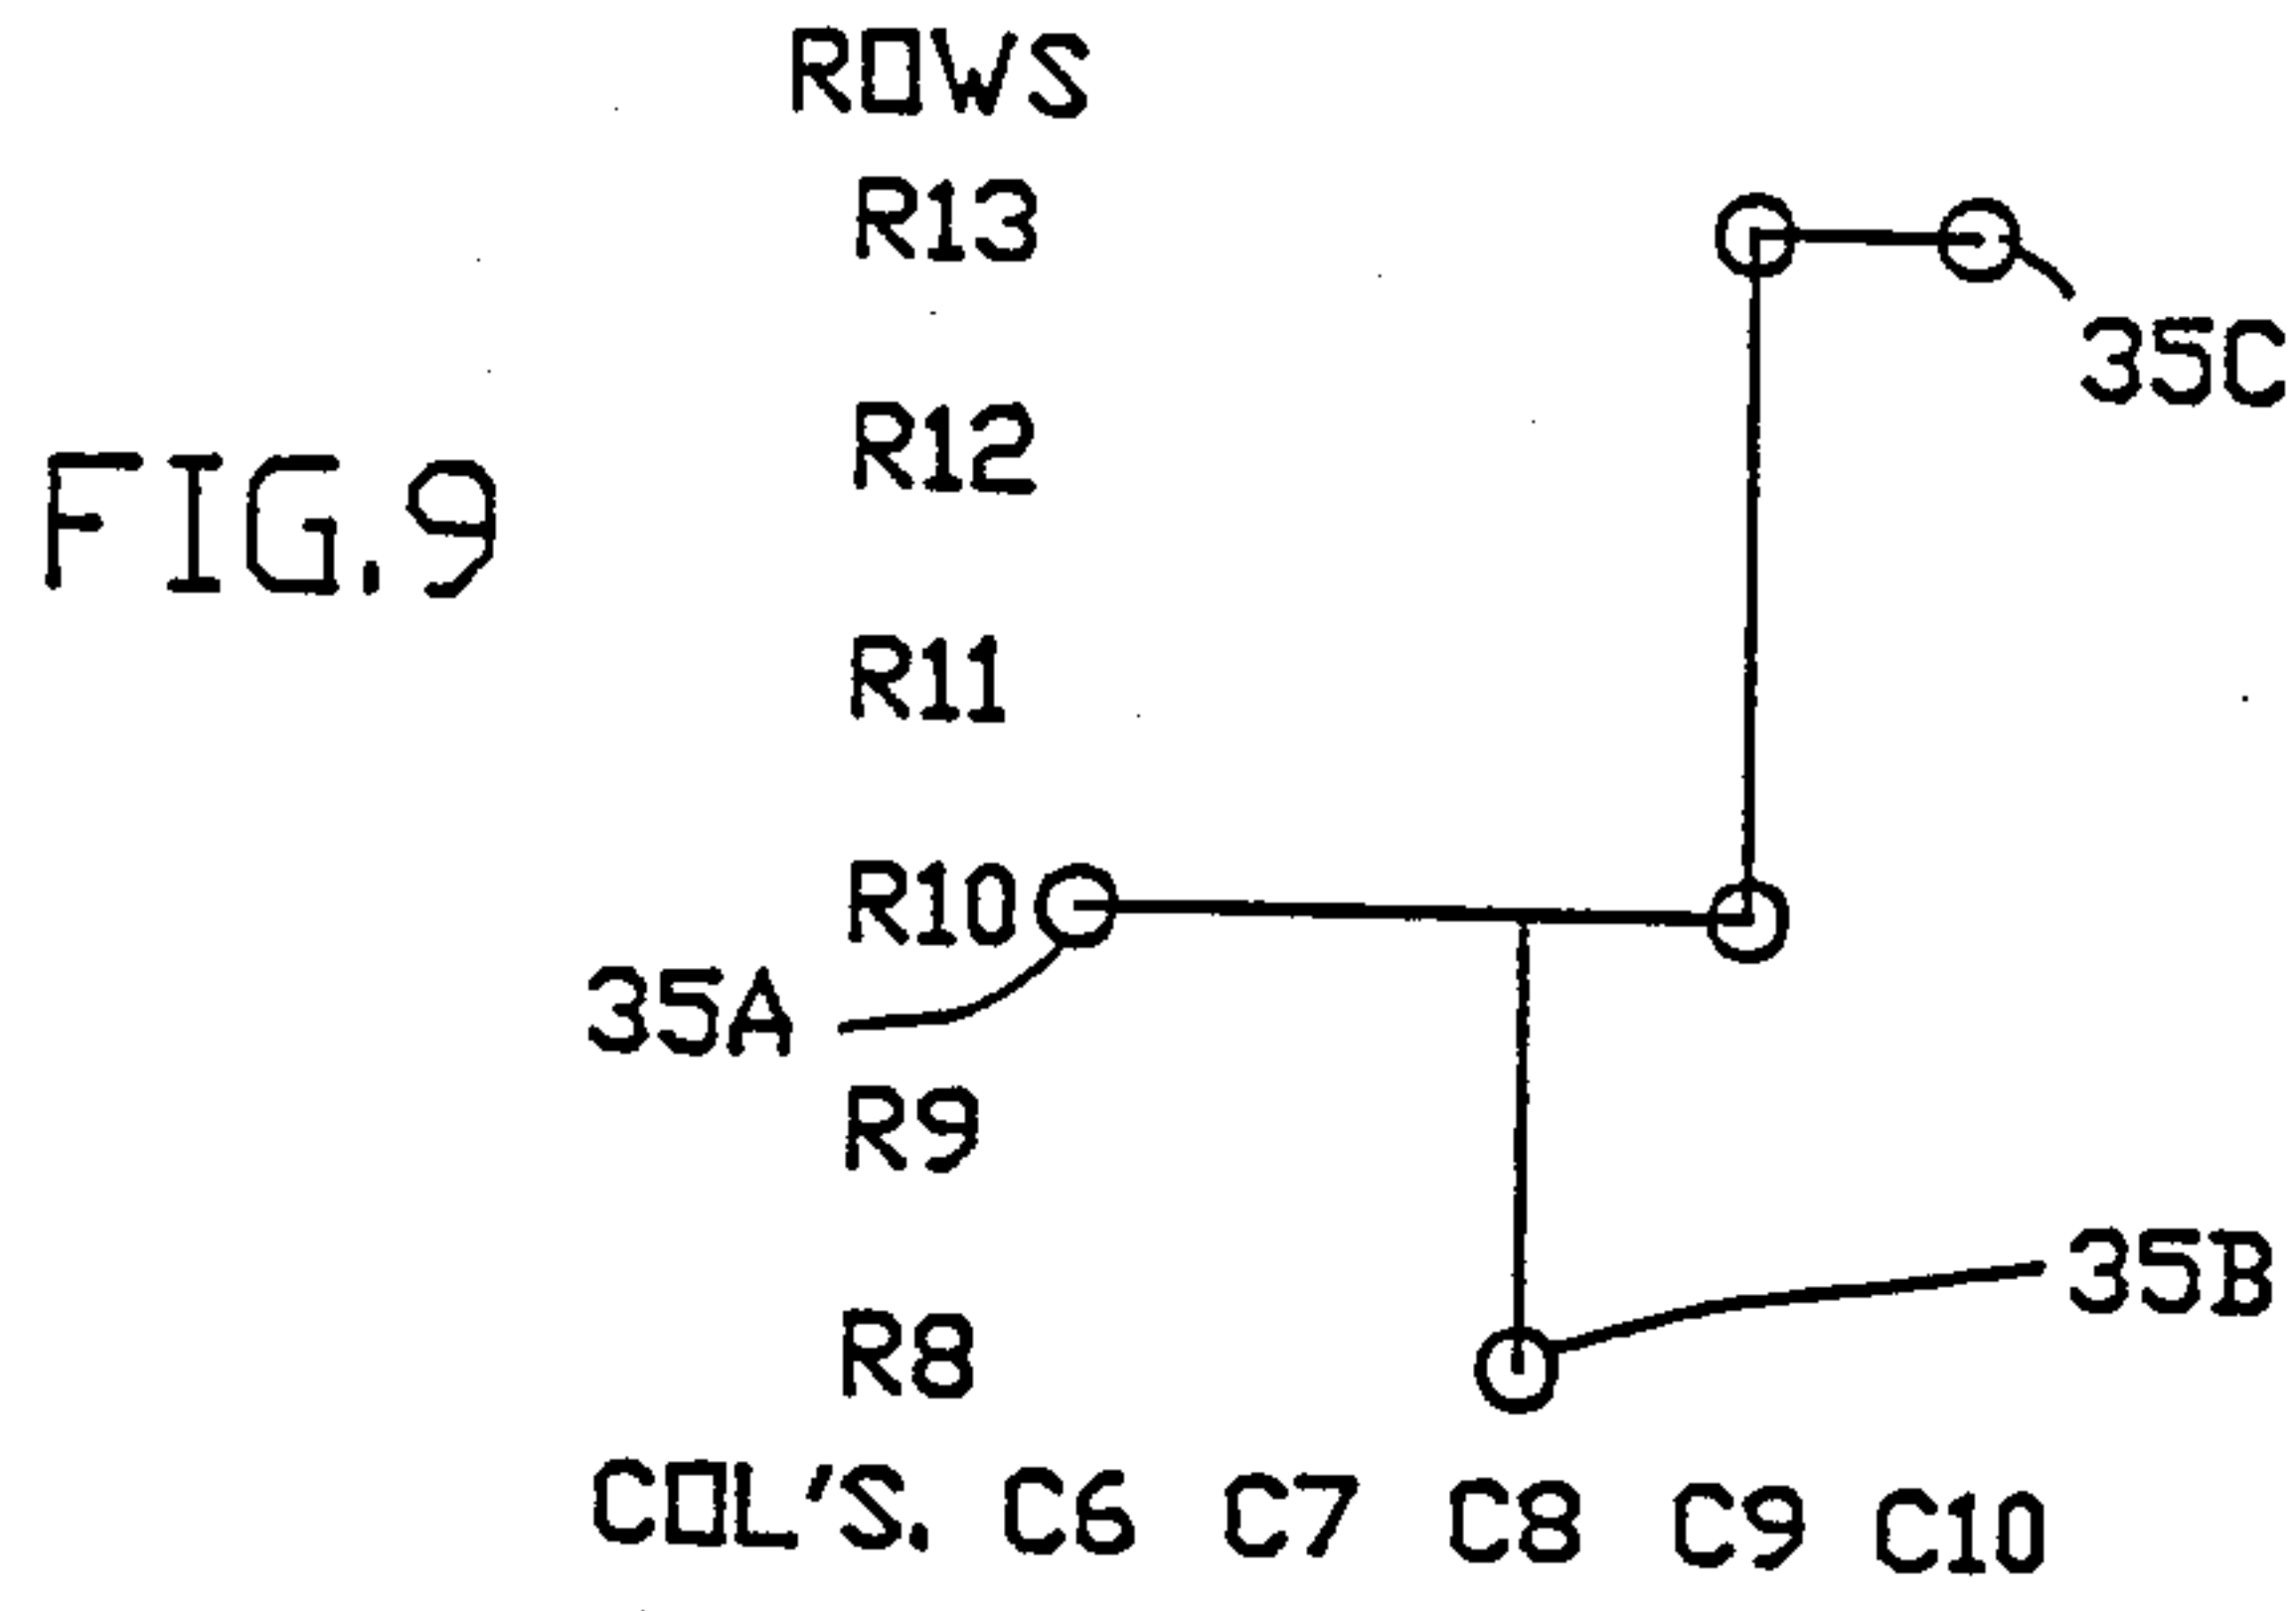 ROWS
R13
35C
R12
FIG.9
R11
R10
35A
R9
35B
R8
COL'S. C6 C7 C8 C9 C10